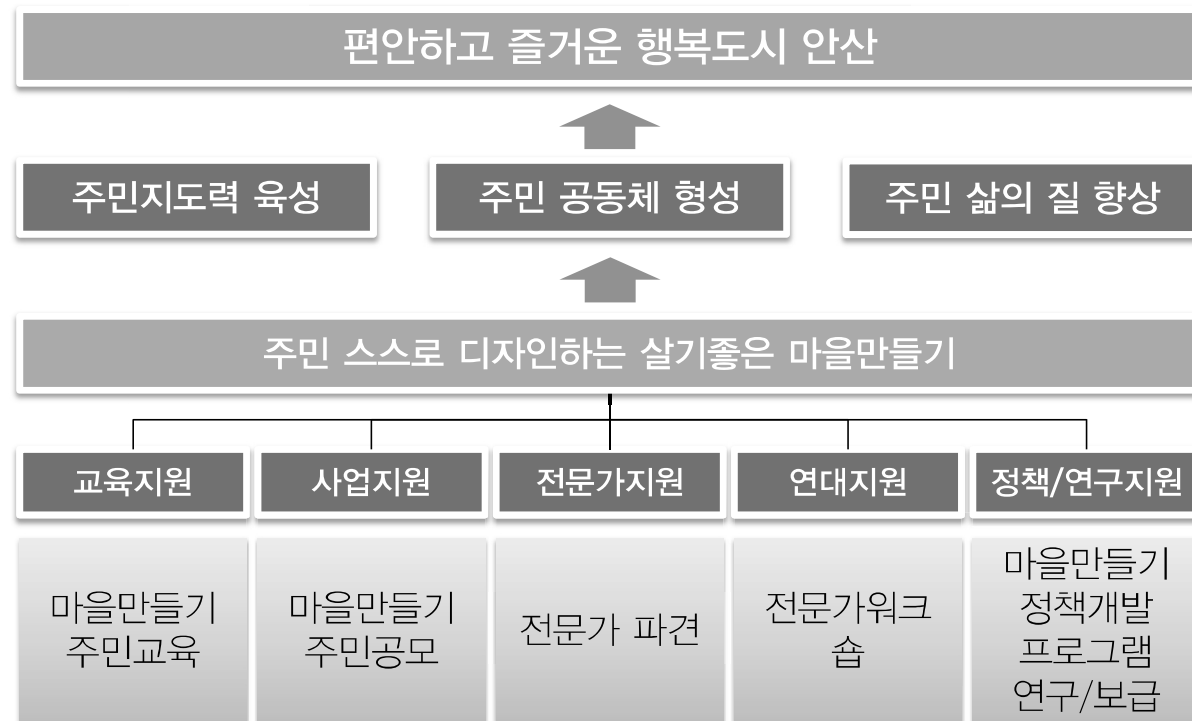 편안하고 즐거운 행복도시 안산
주민지도력 육성
주민 공동체 형성
주민 삶의 질 향상
주민 스스로 디자인하는 살기좋은 마을만들기
교육지원
사업지원
전문가지원
연대지원
정책/연구지원
마을만들기
주민교육
마을만들기
주민공모
전문가 파견
전문가워크
숍
마을만들기
정책개발
프로그램
연구/보급